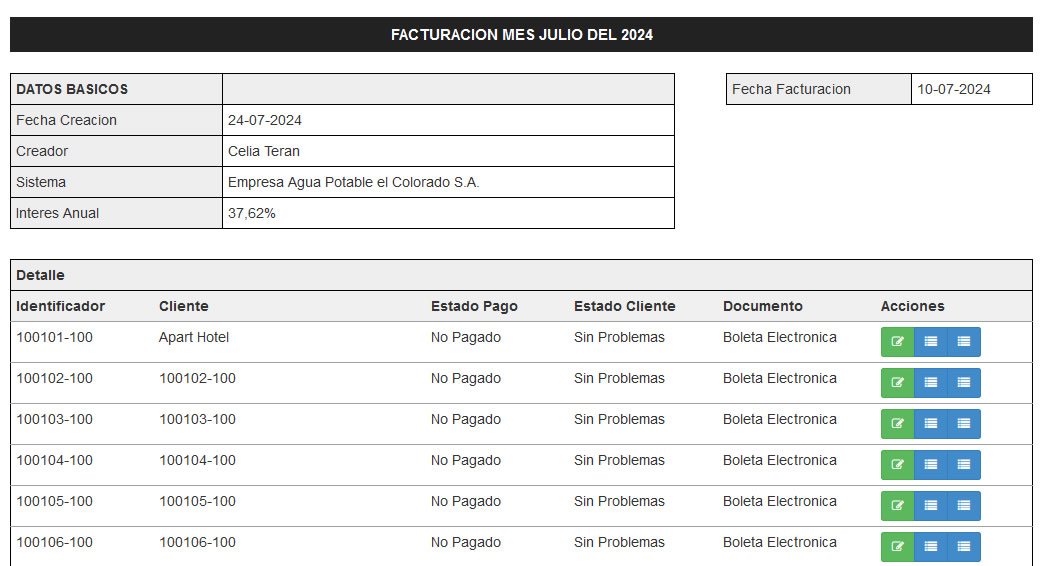 FACTURACION MES JULIO DEL 2024
DATOS BASICOS
Fecha Facturacion 10-07-2024
Fecha Creacion 24-07-2024
Creador Celia Teran
Sistema Empresa Agua Potable el Colorado S.A.
Interes Anual 37,62%
Detalle
Identificador Cliente Estado Pago Estado Cliente Documento Acciones
100101-100 Apart Hotel No Pagado Sin Problemas Boleta Electronica
100102-100 100102-100 No Pagado Sin Problemas Boleta Electronica
100103-100 100103-100 No Pagado Sin Problemas Boleta Electronica
100104-100 100104-100 No Pagado Sin Problemas Boleta Electronica
100105-100 100105-100 No Pagado Sin Problemas Boleta Electronica
100106-100 100106-100 No Pagado Sin Problemas Boleta Electronica